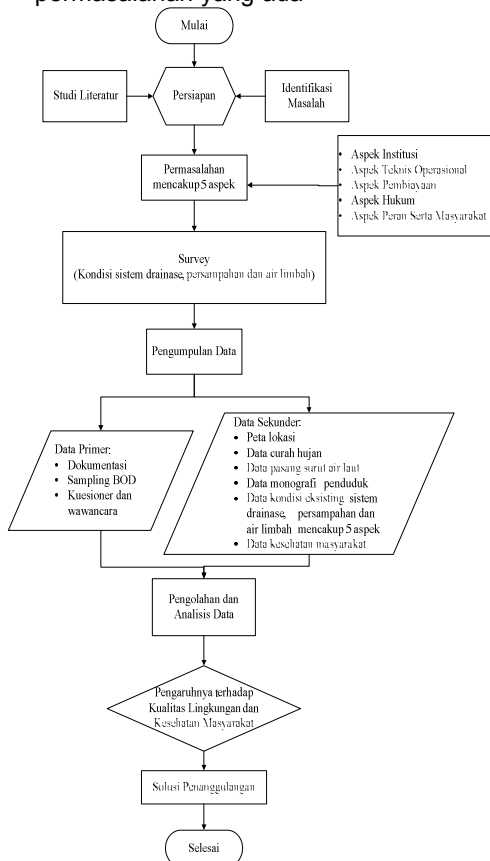 permasalahan yang ada
Mulai
Studi Literatur
Persiapan
Identifikasi
Masalah
Permasalahan
mencakup 5 aspek
• Aspek Institusi
• Aspek Teknis Operasional
• Aspek Pembiayaan
• Aspek Hukum
• Aspek Peran Serta Masyarakat
Survey
(Kondisi sistem drainase, persampahan dan air limbah)
Pengumpulan Data
Data Primer:
• Dokumentasi
• Sampling BOD
• Kuesioner dan
wawancara
Data Sekunder:
• Peta lokasi
• Data curah hujan
• Data pasang surut air laut
• Data monografi penduduk
• Data kondisi eksisting sistem
drainase, persampahan dan
air limbah mencakup 5 aspek
• Data kesehatan masyarakat
Pengolahan dan
Analisis Data
Pengaruhnya terhadap
Kualitas Lingkungan dan
Kesehatan Masyarakat
Solusi Penanggulangan
Selesai